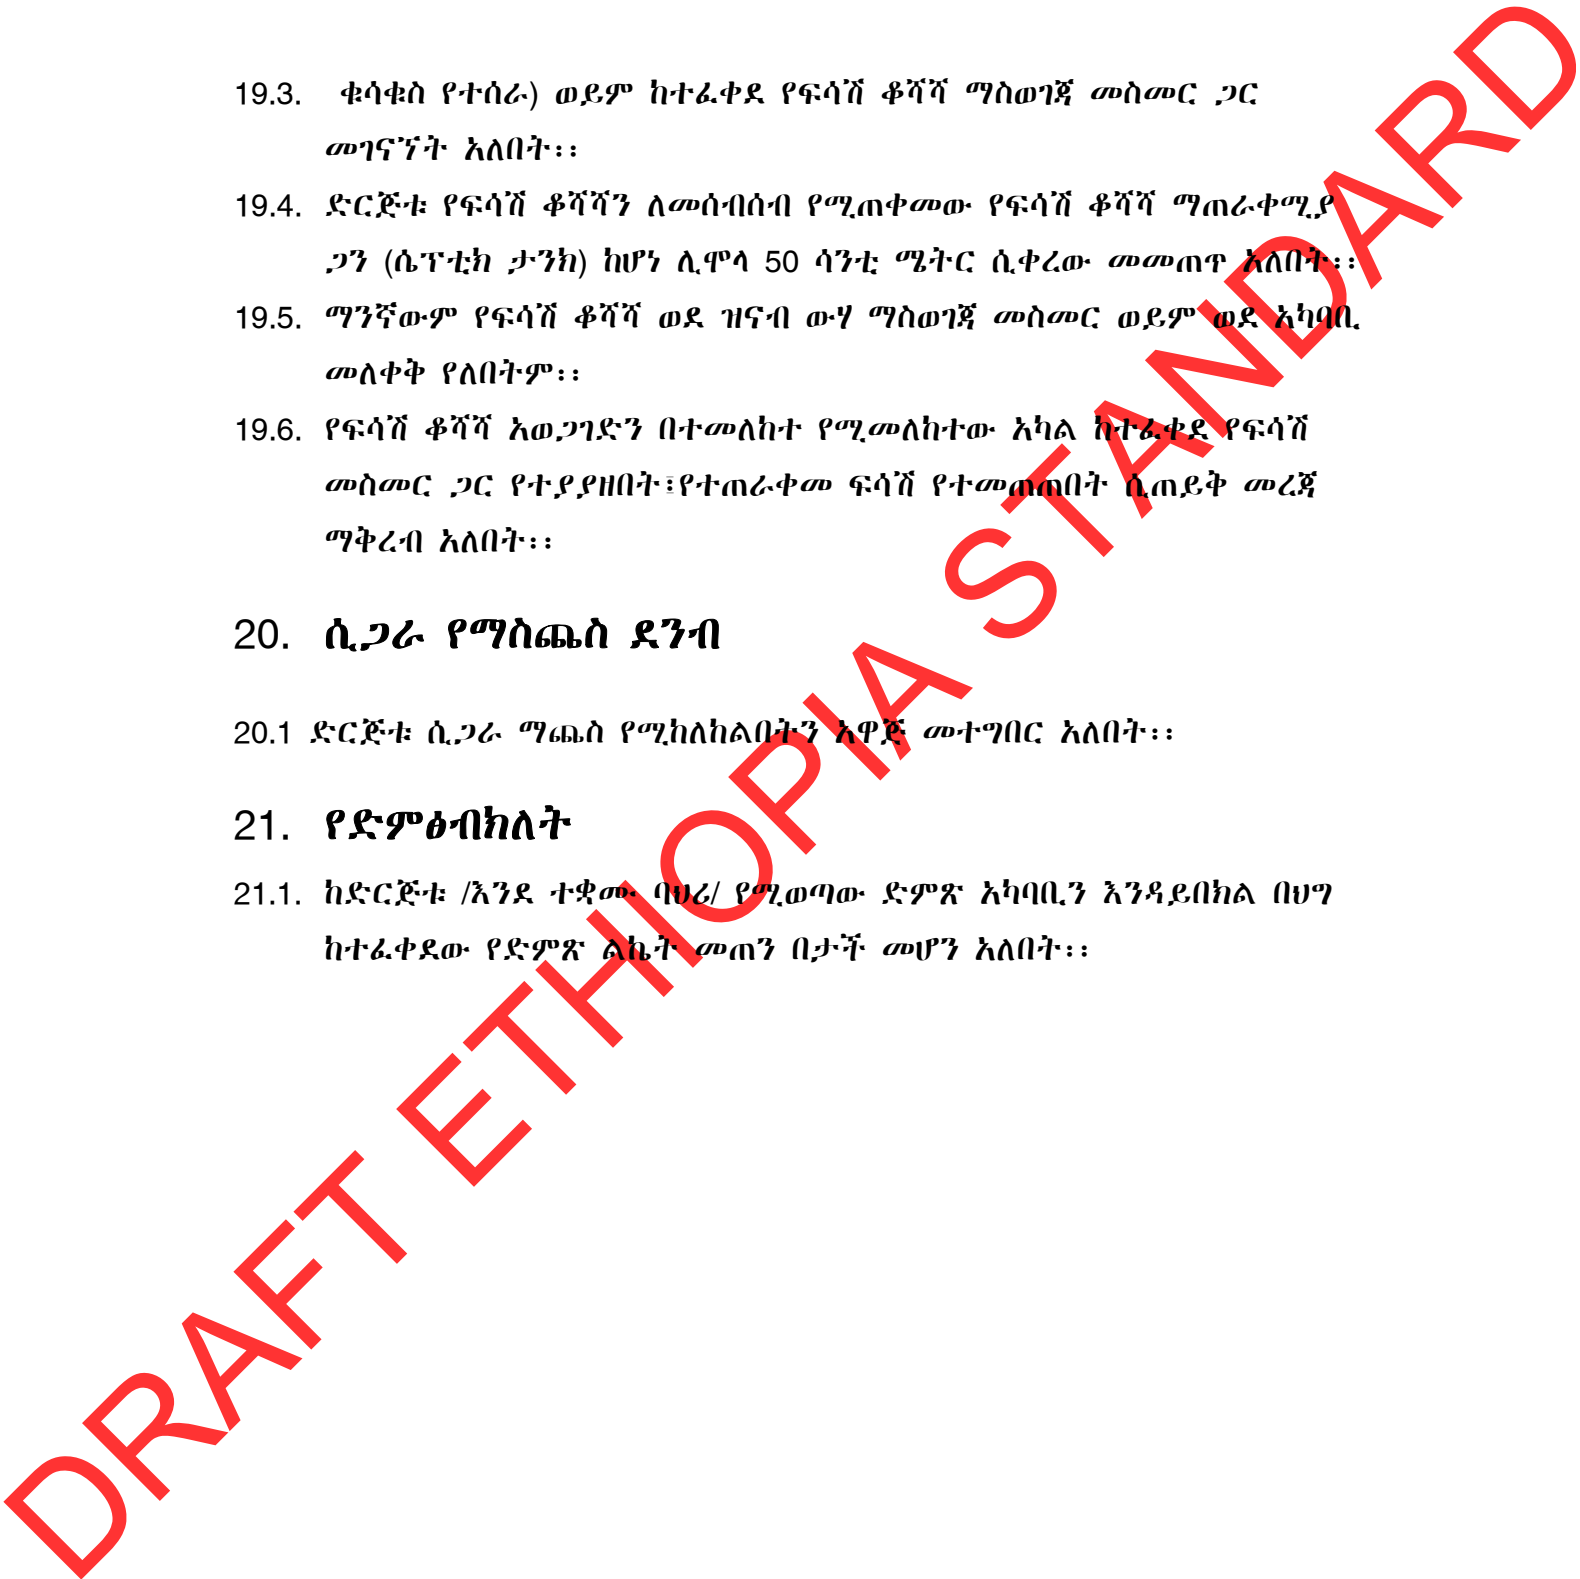 19.3. ቁሳቁስ የተሰራ) ወይም ከተፈቀደ የፍሳሽ ቆሻሻ ማስወገጃ መስመር ጋር
መገናኘት አለበት፡፡
19.4. ድርጅቱ የፍሳሽ ቆሻሻን ለመሰብሰብ የሚጠቀመው የፍሳሽ ቆሻሻ ማጠራቀሚያ
ጋን (ሴፕቲክ ታንክ) ከሆነ ሊሞላ 50 ሳንቲ ሜትር ሲቀረው መመጠጥ አለበት፡፡
19.5. ማንኛውም የፍሳሽ ቆሻሻ ወደ ዝናብ ውሃ ማስወገጃ መስመር ወይም ወደ አካባቢ
መለቀቅ የለበትም፡፡
19.6. የፍሳሽ ቆሻሻ አወጋገድን በተመለከተ የሚመለከተው አካል ከተፈቀደ የፍሳሽ
መስመር ጋር የተያያዘበት፤የተጠራቀመ ፍሳሽ የተመጠጠበት ሲጠይቅ መረጃ
ማቅረብ አለበት፡፡
20. ሲጋራ የማስጨስ ደንብ
20.1 ድርጅቱ ሲጋራ ማጨስ የሚከለከልበትን አዋጅ መተግበር አለበት፡፡
21. የድምፅብክለት
21.1. ከድርጅቱ /እንደ ተቋሙ ባህሪ/ የሚወጣው ድምጽ አካባቢን እንዳይበክል በህግ
ከተፈቀደው የድምጽ ልኬት መጠን በታች መሆን አለበት፡፡
DRAFT ETHIOPIA STANDARD